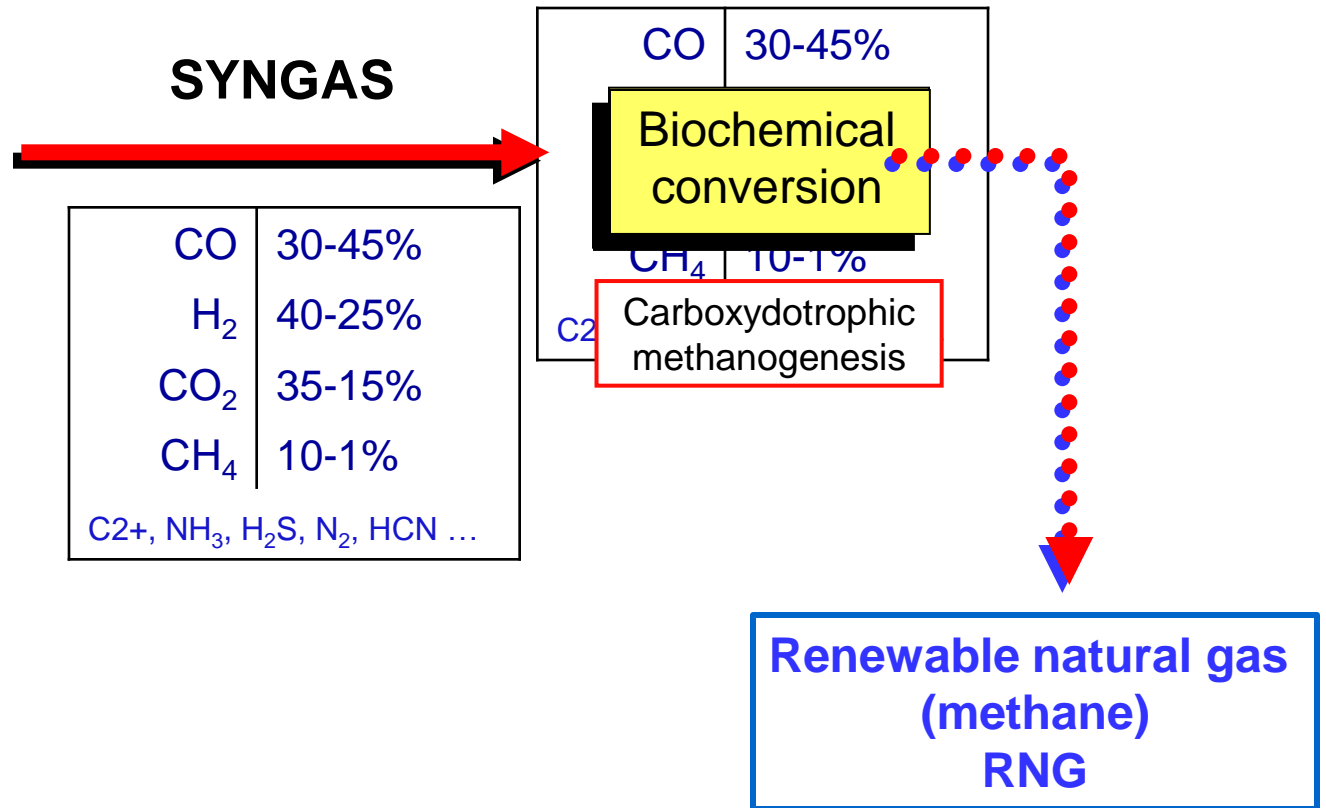 SYNGAS
CO 30-45%
H₂ 40-25%
CO₂ 35-15%
CH₄ 10-1%
C2+, NH₃, H₂S, N₂, HCN …
CO 30-45%
Biochemical
conversion
CH₄ 10-1%
C2
Carboxydotrophic
methanogenesis
Renewable natural gas
(methane)
RNG